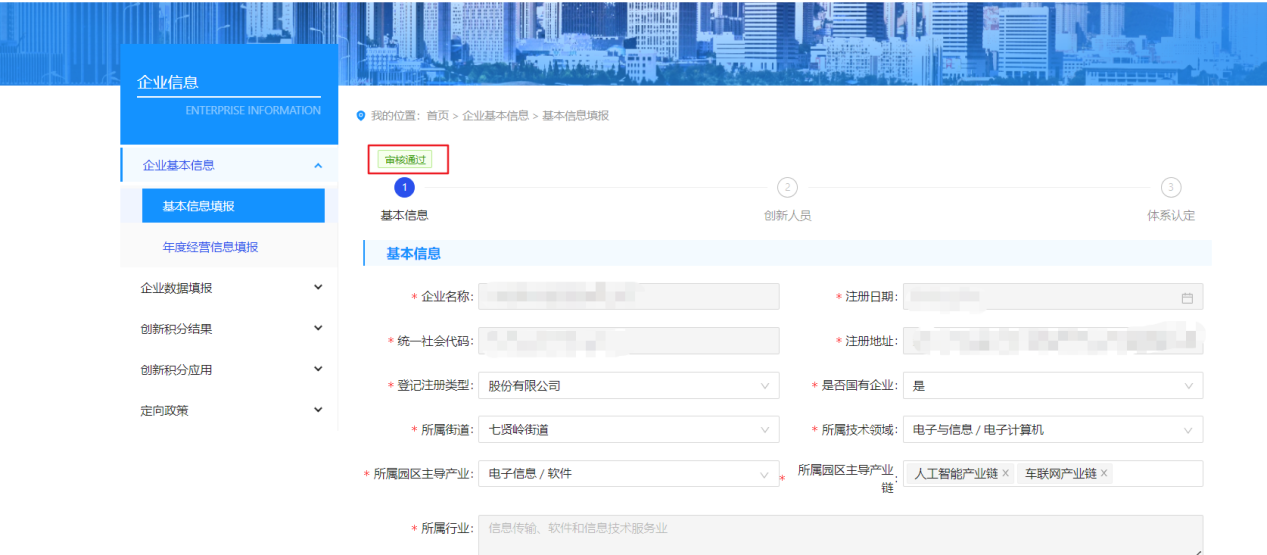 企业信息
ENTERPRISE INFORMATION
我的位置：首页 > 企业基本信息 > 基本信息填报
企业基本信息
审核通过
1 2 3
基本信息 创新人员 体系认定
基本信息填报
年度经营信息填报
企业数据填报
创新积分结果
创新积分应用
定向政策
基本信息
* 企业名称: * 注册日期:
* 统一社会代码: * 注册地址:
* 登记注册类型: 股份有限公司 * 是否国有企业: 是
* 所属街道: 七贤岭街道 * 所属技术领域: 电子与信息 / 电子计算机
* 所属园区主导产业: 电子信息 / 软件 * 所属园区主导产业
链: 人工智能产业链 × 车联网产业链 ×
* 所属行业: 信息传输、软件和信息技术服务业